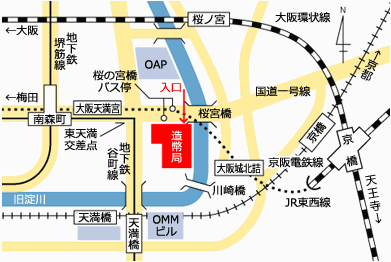 ←大阪
桜ノ宮
大阪環状線
N
地下鉄
堺筋線
OAP
桜の宮橋
バス停
入口
国道一号線
→京都
←梅田
大阪天満宮
桜宮橋
南森町
東天満
交差点
造幣局
京橋
京橋
地下鉄
谷町線
大阪城北詰
京阪電鉄線
旧淀川
川崎橋
JR東西線
天王寺→
天満橋
天満橋
OMM
ビル